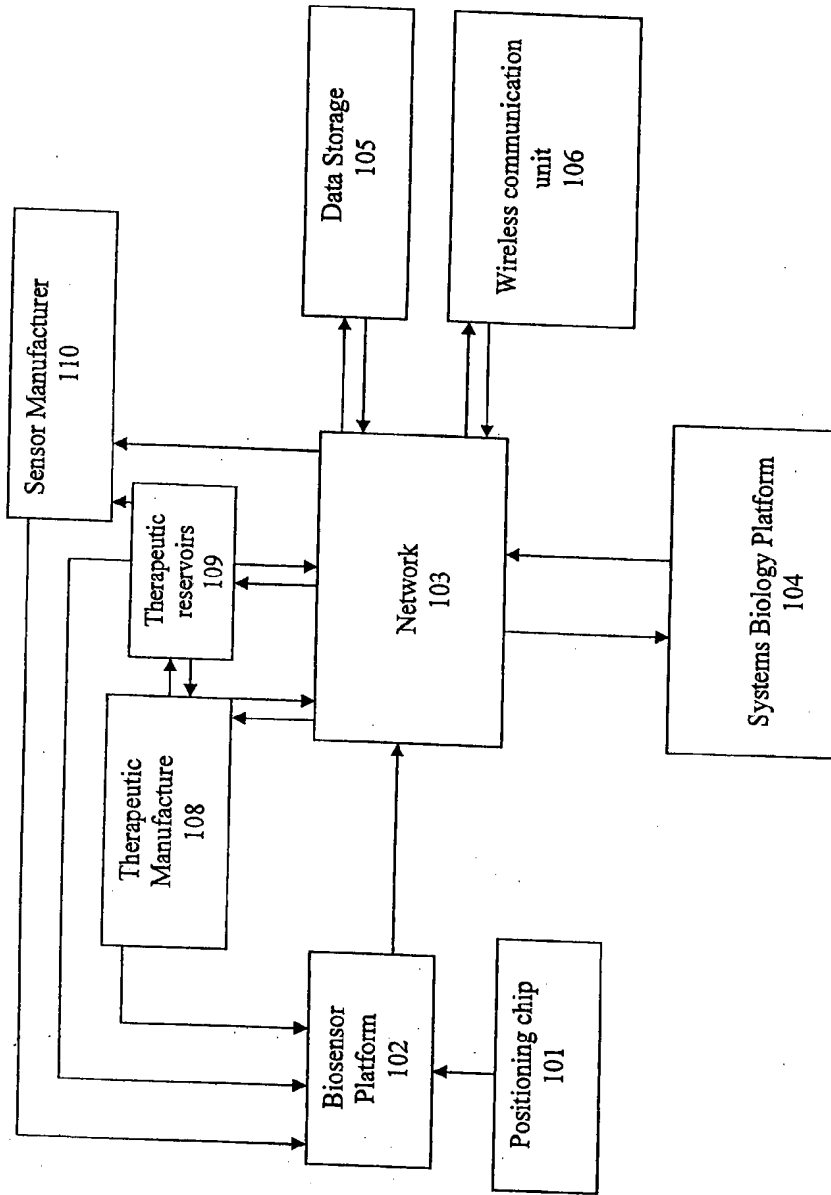 Sensor Manufacturer
110
Therapeutic
reservoirs
109
Therapeutic
Manufacture
108
Data Storage
105
Biosensor
Platform
102
Network
103
Wireless communication
unit
106
Positioning chip
101
Systems Biology Platform
104